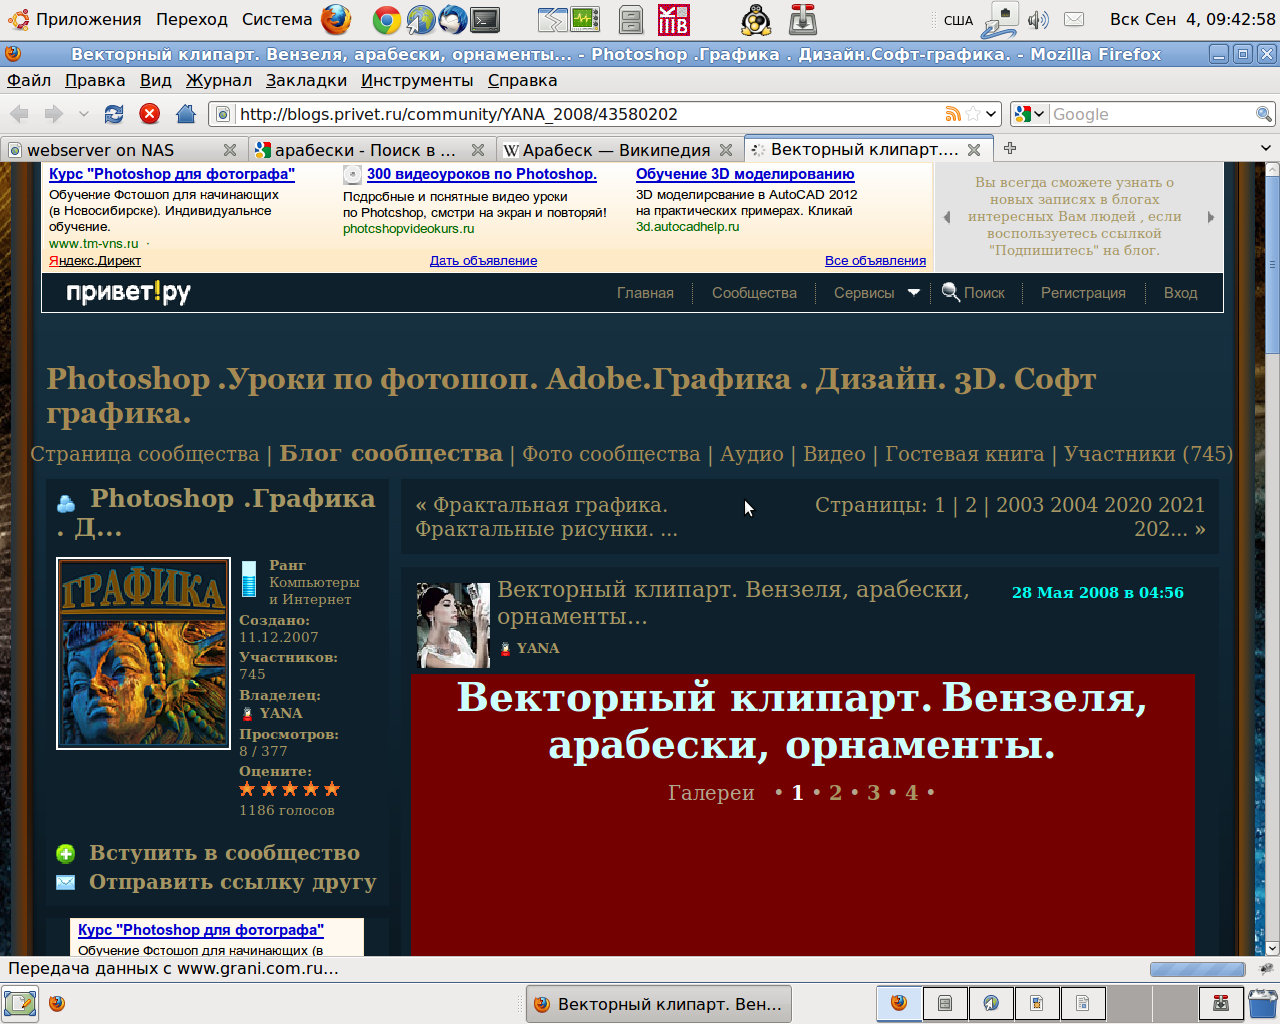 Приложения Переход Система США Вск Сен 4, 09:42:58
Векторный клипарт. Вензеля, арабески, орнаменты... - Photoshop .Графика . Дизайн.Софт-графика. - Mozilla Firefox
Файл Правка Вид Журнал Закладки Инструменты Справка
http://blogs.privet.ru/community/YANA_2008/43580202 Google
webserver on NAS арабески - Поиск в ... Арабеск — Википедия Векторный клипарт....
Курс "Photoshop для фотографа"
Обучение Фотошоп для начинающих
(в Новосибирске). Индивидуальное
обучение.
www.tm-vns.ru ·
300 видеоуроков по Photoshop.
Подробные и понятные видео уроки
по Photoshop, смотри на экран и повторяй!
photoshopvideokurs.ru
Обучение 3D моделированию
3D моделирование в AutoCAD 2012
на практических примерах. Кликай
3d.autocadhelp.ru
Яндекс.Директ Дать объявление Все объявления
Вы всегда сможете узнать о
новых записях в блогах
интересных Вам людей , если
воспользуетесь ссылкой
"Подпишитесь" на блог.
привет!ру Главная Сообщества Сервисы Поиск Регистрация Вход
Photoshop .Уроки по фотошоп. Adobe.Графика . Дизайн. 3D. Софт
графика.
Страница сообщества | Блог сообщества | Фото сообщества | Аудио | Видео | Гостевая книга | Участники (745)
Photoshop .Графика
. Д...
ГРАФИКА
Ранг
Компьютеры
и Интернет
Создано:
11.12.2007
Участников:
745
Владелец:
YANA
Просмотров:
8 / 377
Оцените:
1186 голосов
Вступить в сообщество
Отправить ссылку другу
Курс "Photoshop для фотографа"
Обучение Фотошоп для начинающих (в
« Фрактальная графика.
Фрактальные рисунки. ...
Страницы: 1 | 2 | 2003 2004 2020 2021
202... »
Векторный клипарт. Вензеля, арабески,
орнаменты...
28 Мая 2008 в 04:56
YANA
Векторный клипарт. Вензеля,
арабески, орнаменты.
Галереи • 1 • 2 • 3 • 4 •
Передача данных с www.grani.com.ru...
Векторный клипарт. Вен...